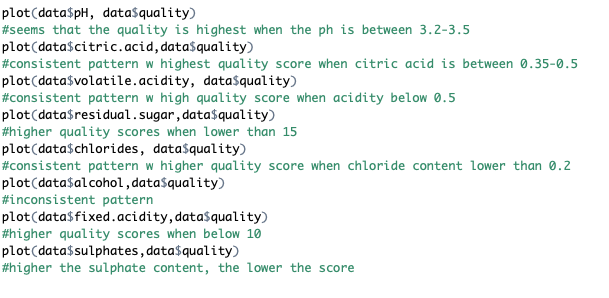 plot(data$pH, data$quality)
#seems that the quality is highest when the ph is between 3.2-3.5
plot(data$citric.acid,data$quality)
#consistent pattern w highest quality score when citric acid is between 0.35-0.5
plot(data$volatile.acidity, data$quality)
#consistent pattern w high quality score when acidity below 0.5
plot(data$residual.sugar,data$quality)
#higher quality scores when lower than 15
plot(data$chlorides, data$quality)
#consistent pattern w higher quality score when chloride content lower than 0.2
plot(data$alcohol,data$quality)
#inconsistent pattern
plot(data$fixed.acidity,data$quality)
#higher quality scores when below 10
plot(data$sulphates,data$quality)
#higher the sulphate content, the lower the score